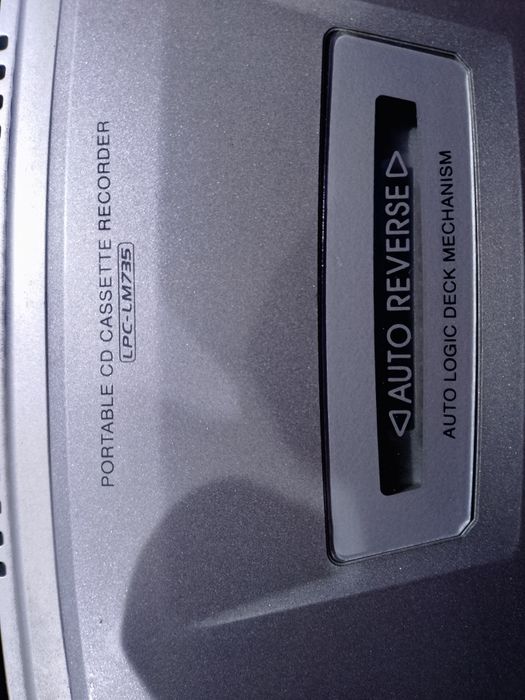 PORTABLE CD CASSETTE RECORDER
LPC-LM735
◁ AUTO REVERSE ▷
AUTO LOGIC DECK MECHANISM